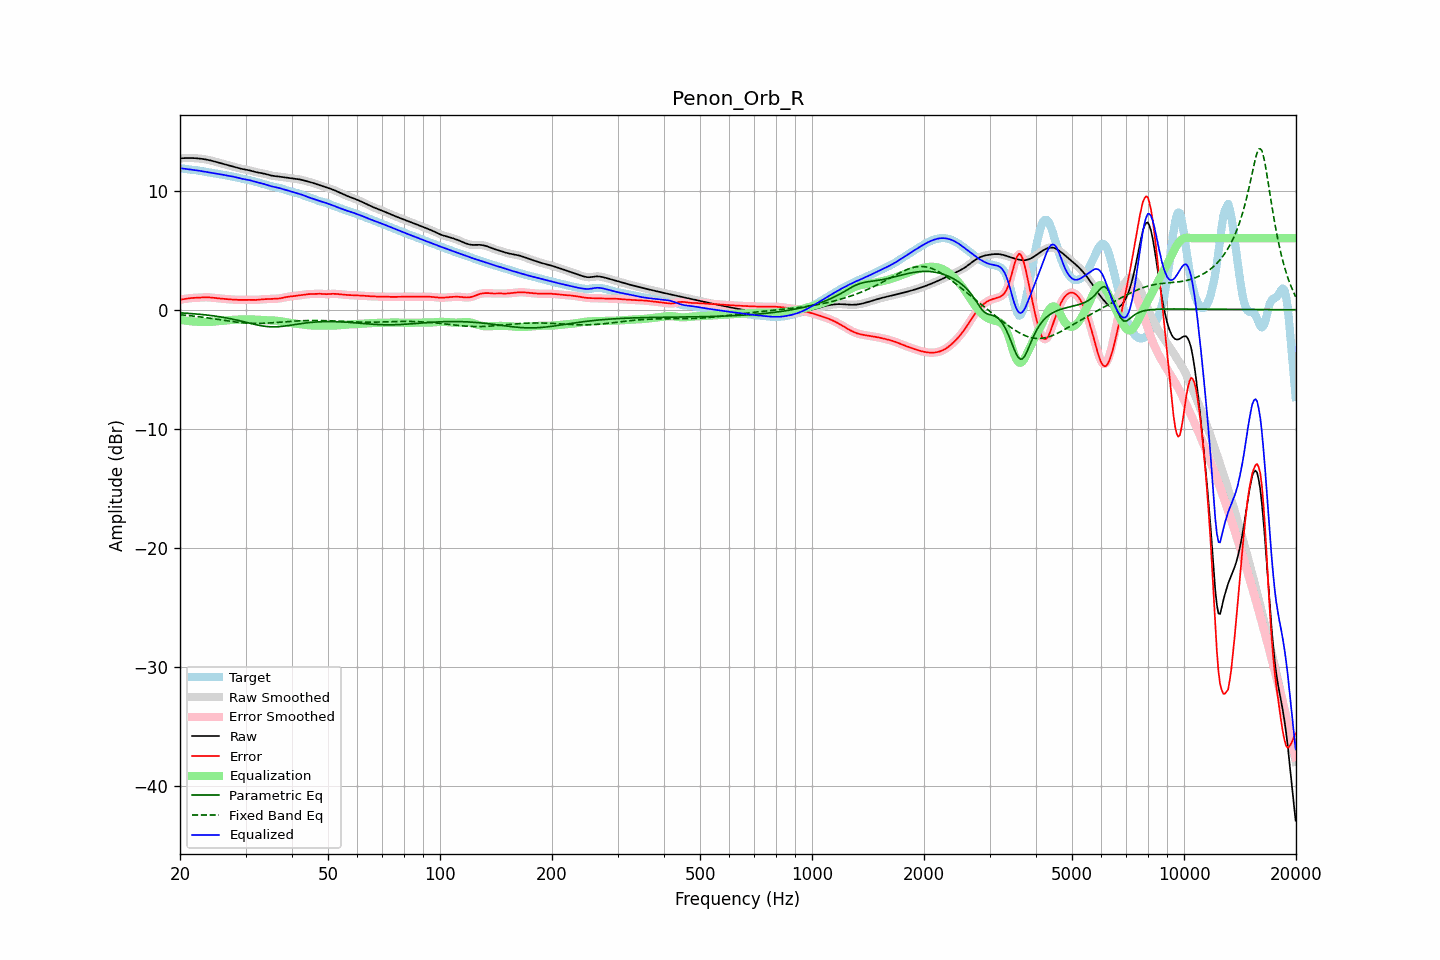 Penon_Orb_R
Amplitude (dBr)
10
0
−10
−20
−30
−40
Target
Raw Smoothed
Error Smoothed
Raw
Error
Equalization
Parametric Eq
Fixed Band Eq
Equalized
20 50 100 200 500 1000 2000 5000 10000 20000
Frequency (Hz)